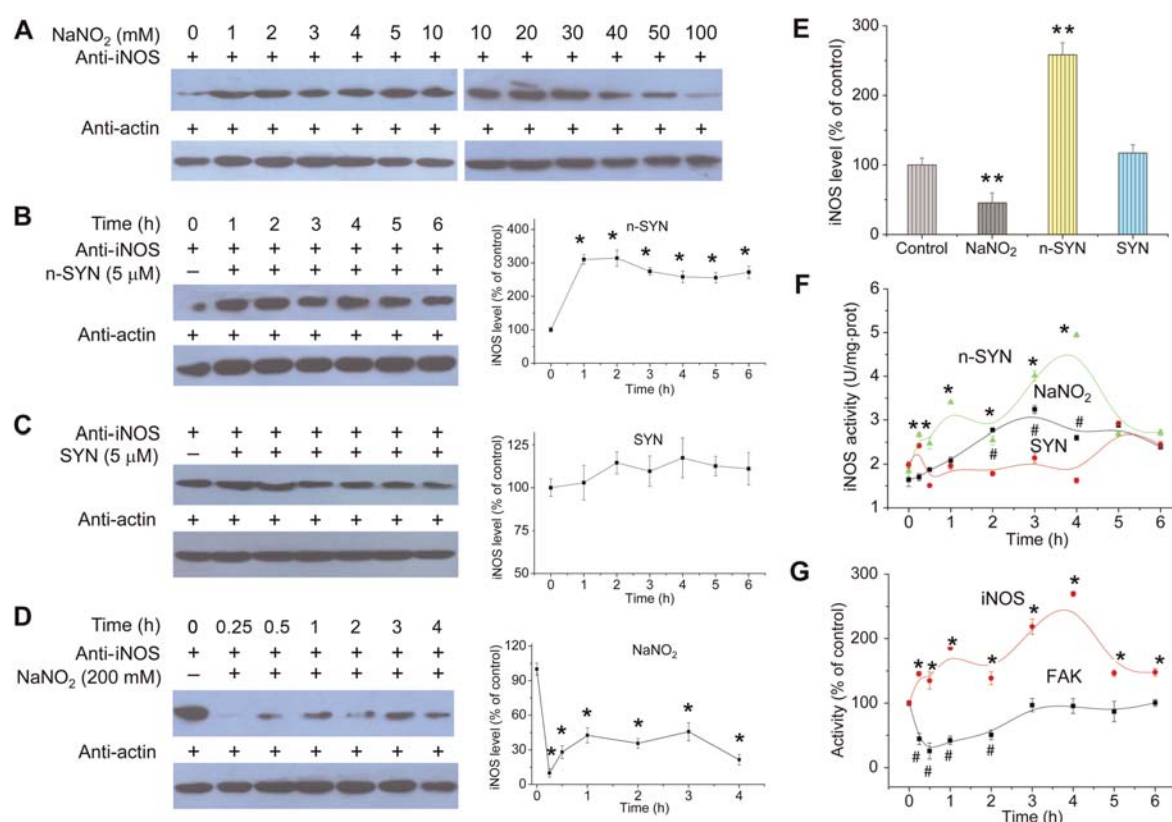 A
NaNO2 (mM) 0 1 2 3 4 5 10 10 20 30 40 50 100
Anti-iNOS + + + + + + + + + + + + +
Anti-actin + + + + + + + + + + + + +
B
Time (h) 0 1 2 3 4 5 6
Anti-iNOS + + + + + + +
n-SYN (5 μM) – + + + + + +
Anti-actin + + + + + + +
n-SYN
* * * * * *
iNOS level (% of control)
400
300
200
100
0
0 1 2 3 4 5 6
Time (h)
C
Anti-iNOS + + + + + + +
SYN (5 μM) – + + + + + +
Anti-actin + + + + + + +
SYN
iNOS level (% of control)
125
100
75
50
0 1 2 3 4 5 6
Time (h)
D
Time (h) 0 0.25 0.5 1 2 3 4
Anti-iNOS + + + + + + +
NaNO2 (200 mM) – + + + + + +
Anti-actin + + + + + + +
NaNO2
* * * * * *
iNOS level (% of control)
120
90
60
30
0
0 1 2 3 4
Time (h)
E
iNOS level (% of control)
300
200
100
0
** **
Control NaNO2 n-SYN SYN
F
iNOS activity (U/mg·prot)
6
5
4
3
2
1
n-SYN
NaNO2
SYN
* * * * * *
# # #
0 1 2 3 4 5 6
Time (h)
G
Activity (% of control)
300
200
100
0
iNOS
FAK
* * * * * * * *
# # # #
0 1 2 3 4 5 6
Time (h)